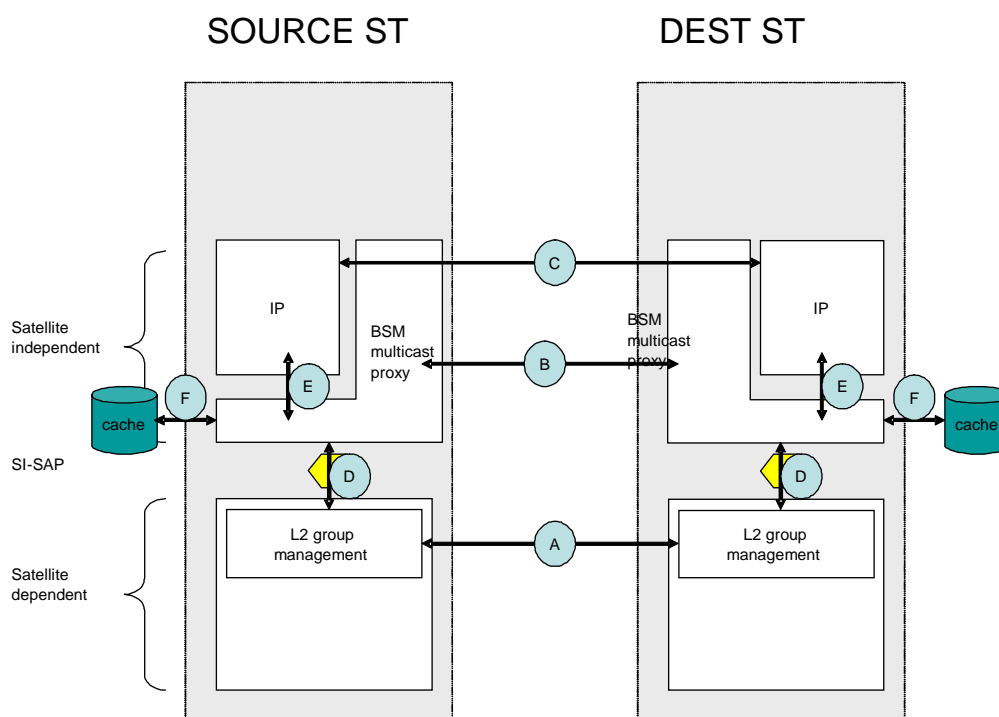 SOURCE ST
DEST ST
C
IP
IP
Satellite
independent
BSM
multicast
proxy
BSM
multicast
proxy
B
E
E
F
F
cache
cache
SI-SAP
D
D
L2 group
management
L2 group
management
A
Satellite
dependent